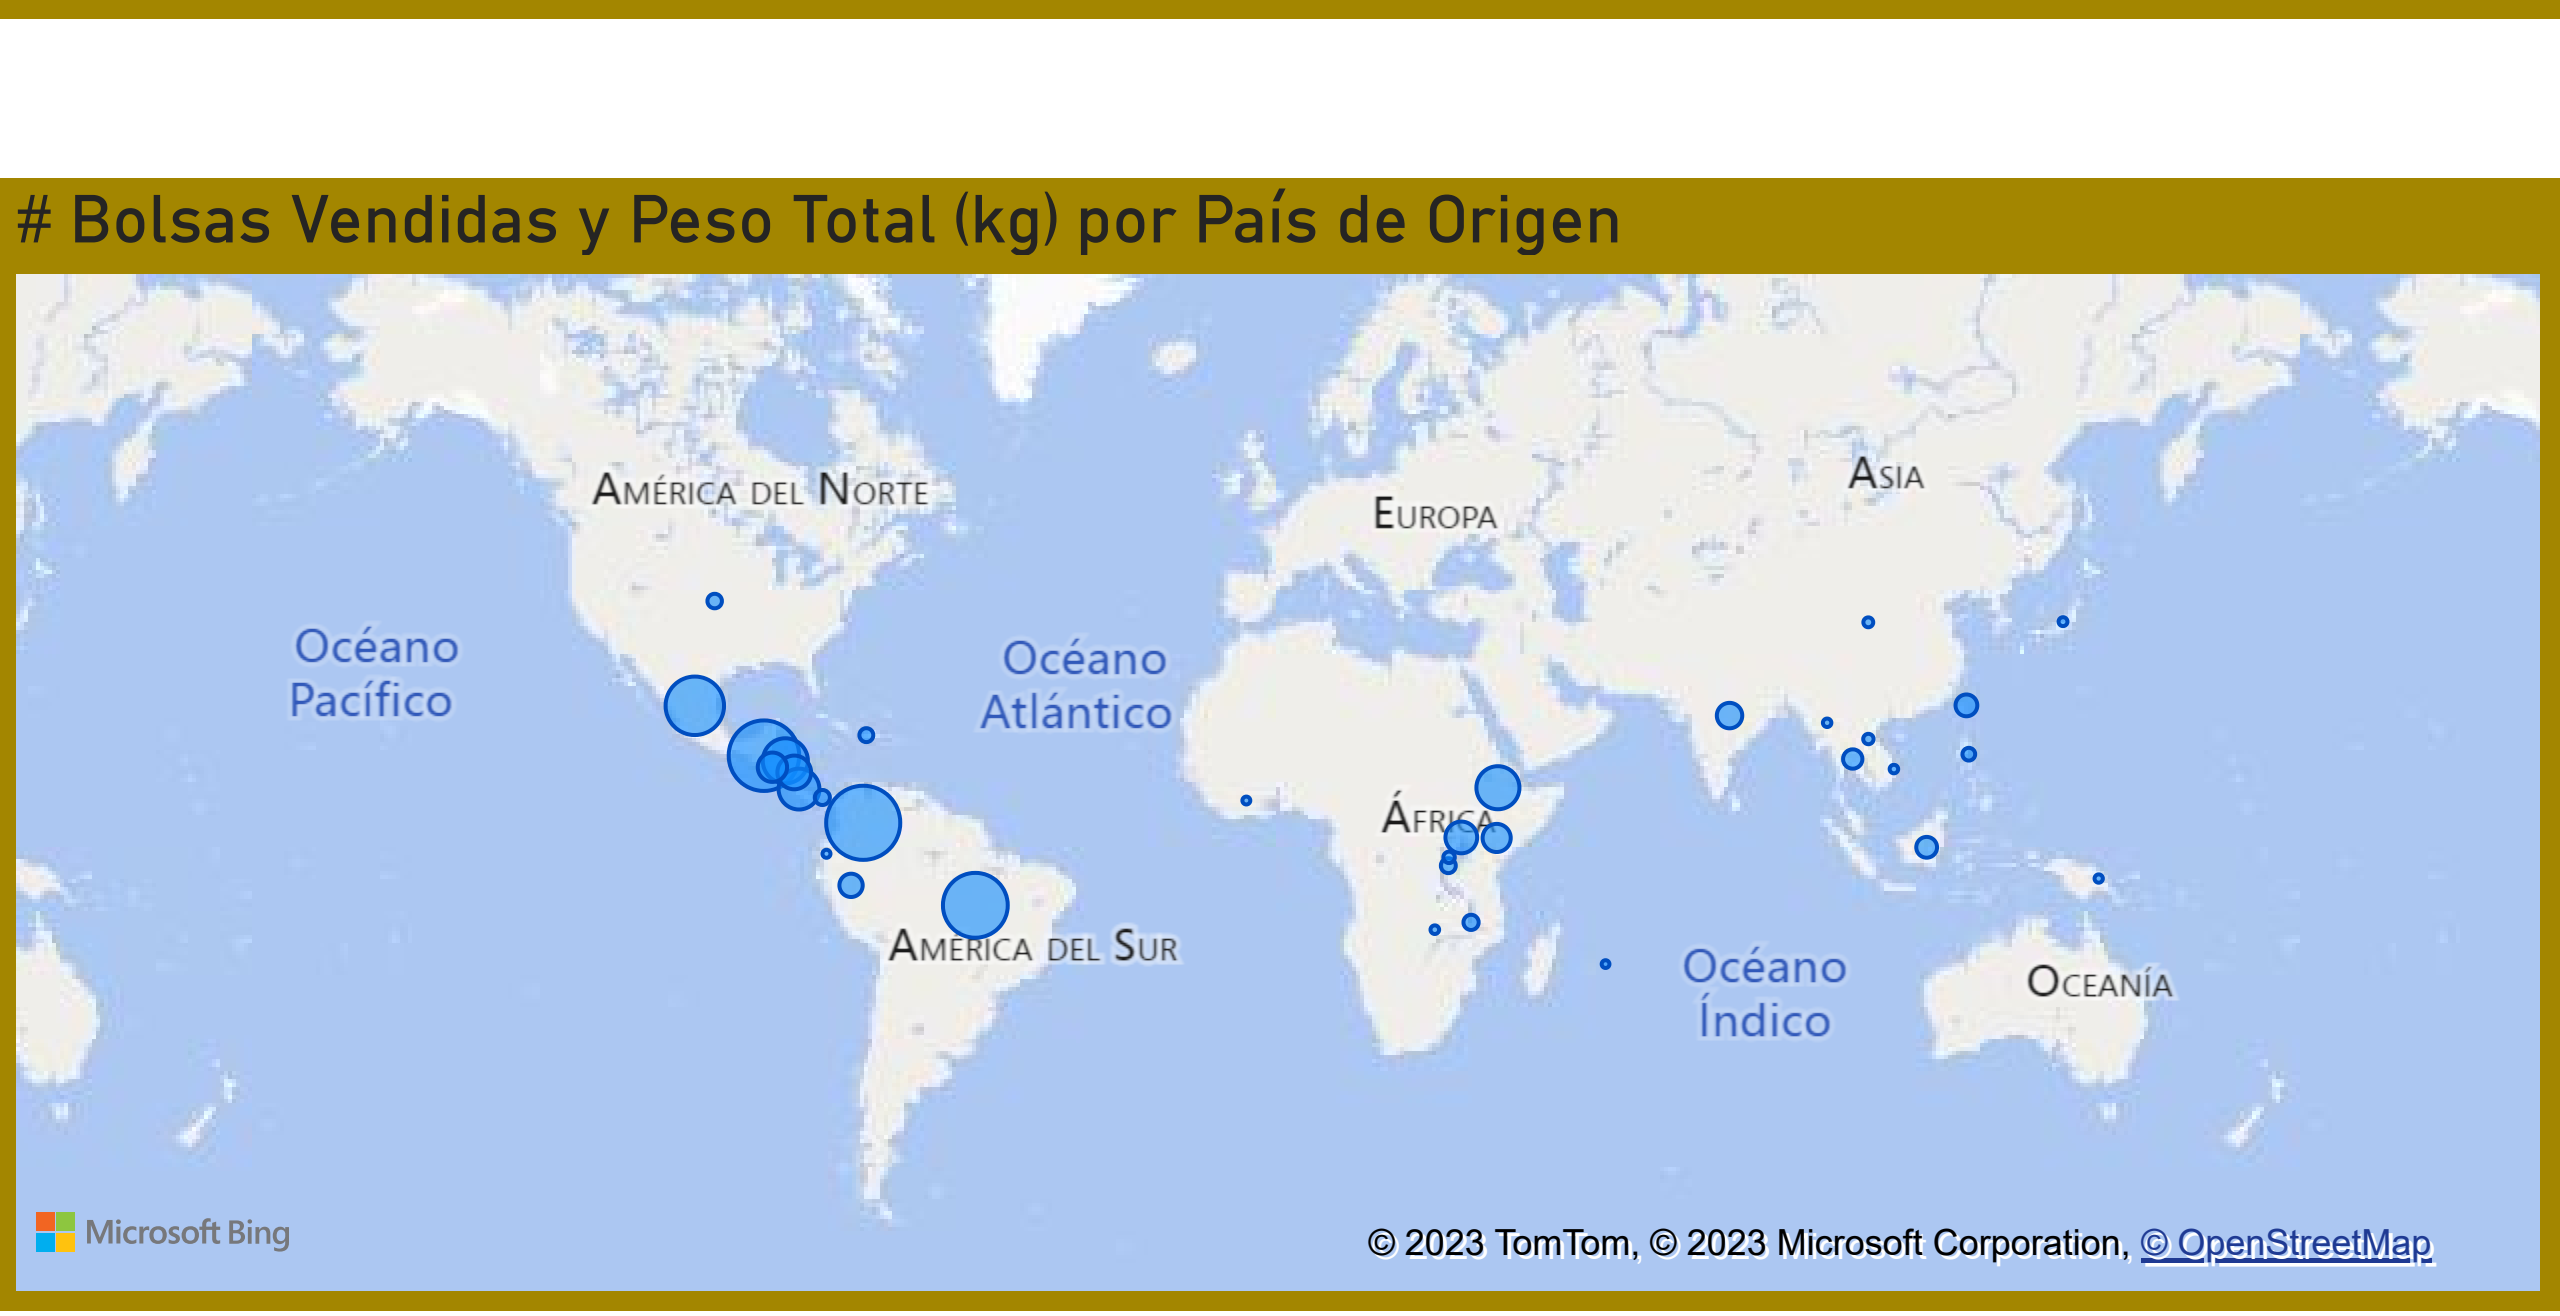 # Bolsas Vendidas y Peso Total (kg) por País de Origen
AMÉRICA DEL NORTE
EUROPA
ASIA
Océano
Pacífico
Océano
Atlántico
ÁFRICA
AMÉRICA DEL SUR
Océano
Índico
OCEANÍA
Microsoft Bing
© 2023 TomTom, © 2023 Microsoft Corporation, © OpenStreetMap